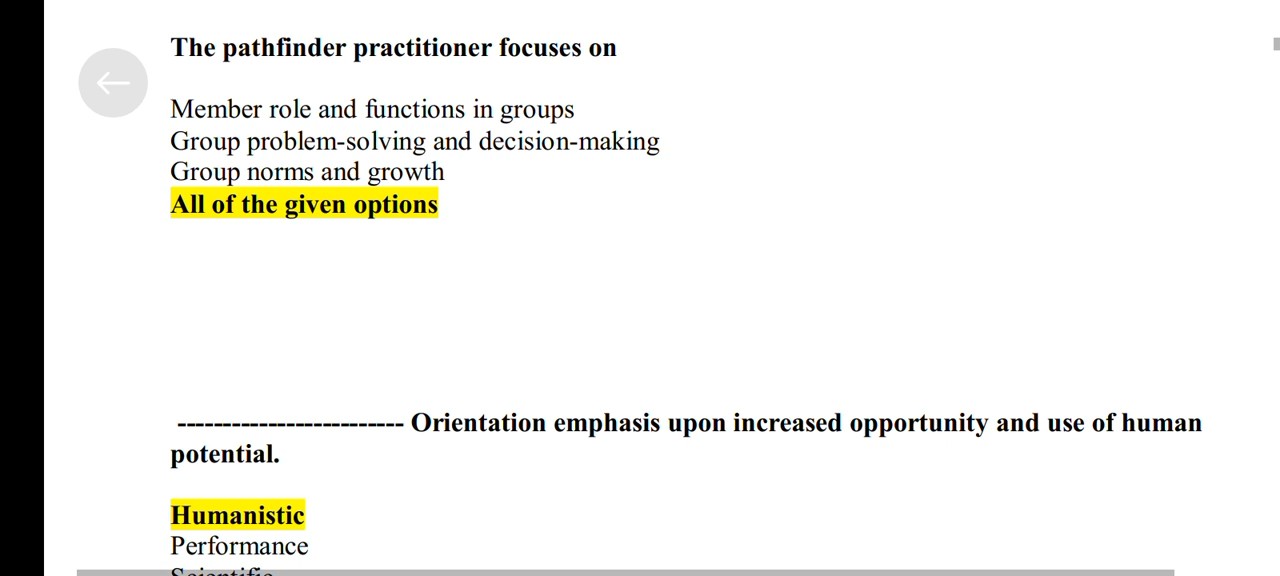 The pathfinder practitioner focuses on
Member role and functions in groups
Group problem-solving and decision-making
Group norms and growth
All of the given options
------------------------- Orientation emphasis upon increased opportunity and use of human
potential.
Humanistic
Performance
Scientific